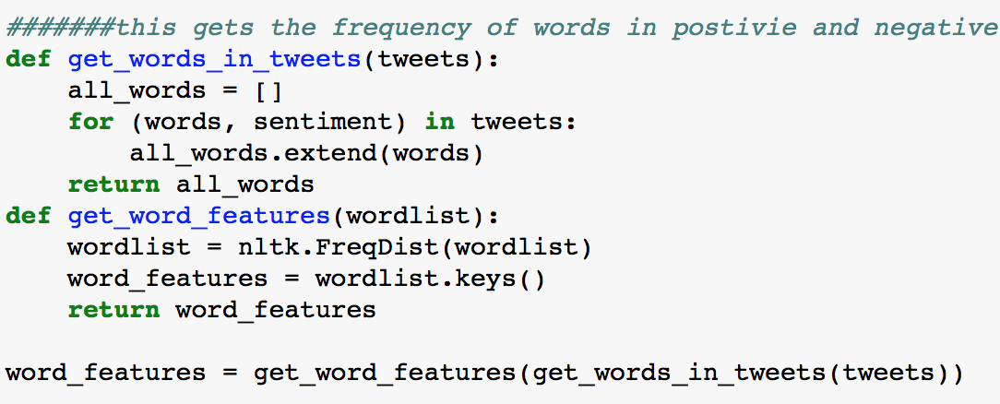 #######this gets the frequency of words in postivie and negative
def get_words_in_tweets(tweets):
    all_words = []
    for (words, sentiment) in tweets:
        all_words.extend(words)
    return all_words
def get_word_features(wordlist):
    wordlist = nltk.FreqDist(wordlist)
    word_features = wordlist.keys()
    return word_features
word_features = get_word_features(get_words_in_tweets(tweets))